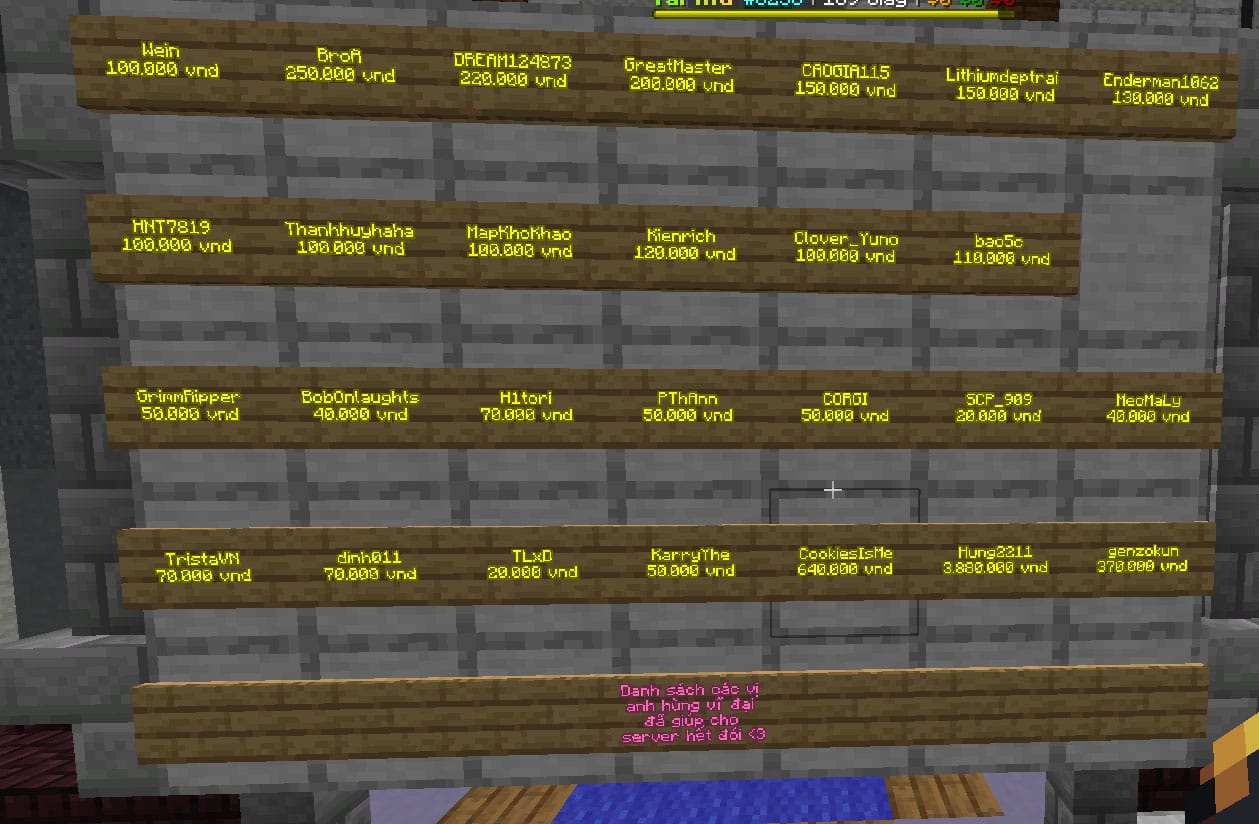 Wein
100.000 vnd
BroA
250.000 vnd
DREAM124873
220.000 vnd
GreatMaster
200.000 vnd
CAOGIA115
150.000 vnd
Lithiumdeptrai
150.000 vnd
Enderman1062
130.000 vnd
HNT7819
100.000 vnd
Thanhhuyhaha
100.000 vnd
MapKhoKhao
100.000 vnd
Kienrich
120.000 vnd
Clover_Yuno
100.000 vnd
bao5c
110.000 vnd
GrimmRipper
50.000 vnd
BobOnlaughts
40.000 vnd
H1tori
70.000 vnd
PThAnn
50.000 vnd
CORGI
50.000 vnd
SCP_909
20.000 vnd
NeoMaLy
40.000 vnd
TristaVN
70.000 vnd
dinh011
70.000 vnd
TLxD
20.000 vnd
KarryYhe
50.000 vnd
CookiesIsMe
640.000 vnd
Hung2211
3.880.000 vnd
genzokun
370.000 vnd
Danh sách các vị
anh hùng vĩ đại
đã giúp cho
server hết đói <3